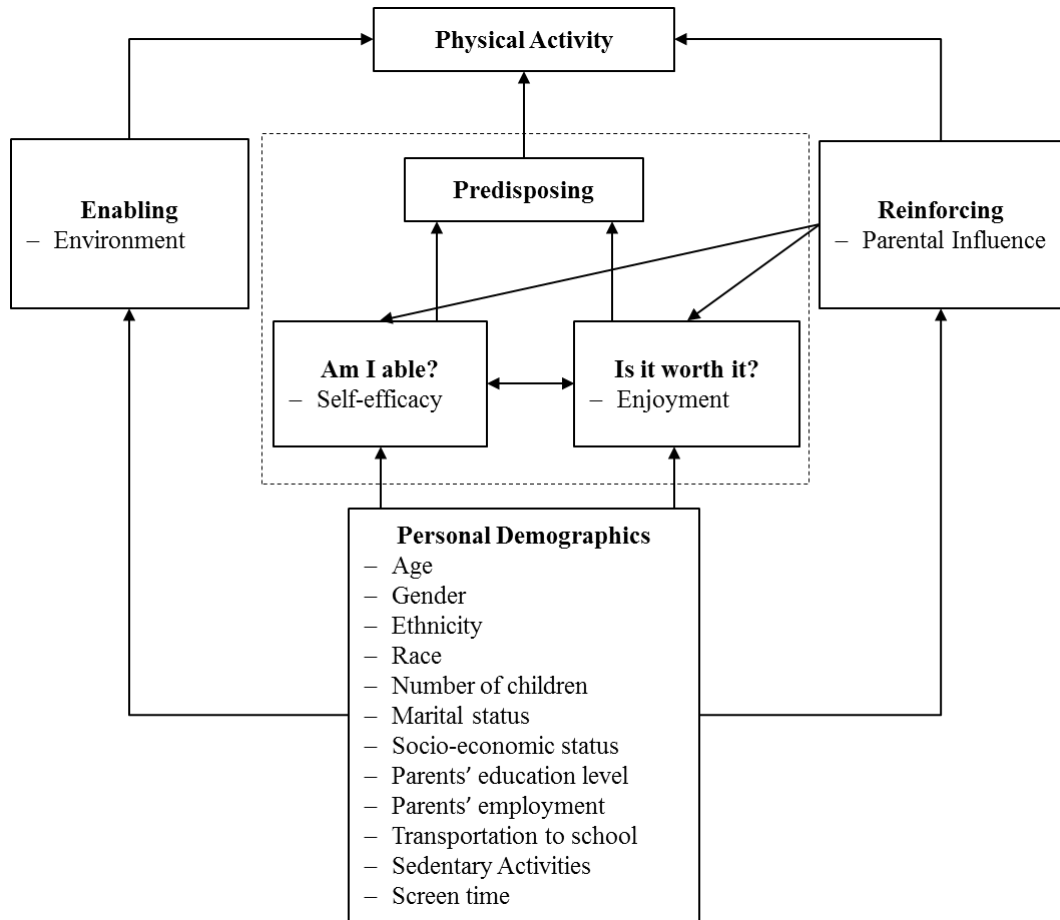 Physical Activity
Enabling
– Environment
Predisposing
Reinforcing
– Parental Influence
Am I able?
– Self-efficacy
Is it worth it?
– Enjoyment
Personal Demographics
– Age
– Gender
– Ethnicity
– Race
– Number of children
– Marital status
– Socio-economic status
– Parents’ education level
– Parents’ employment
– Transportation to school
– Sedentary Activities
– Screen time